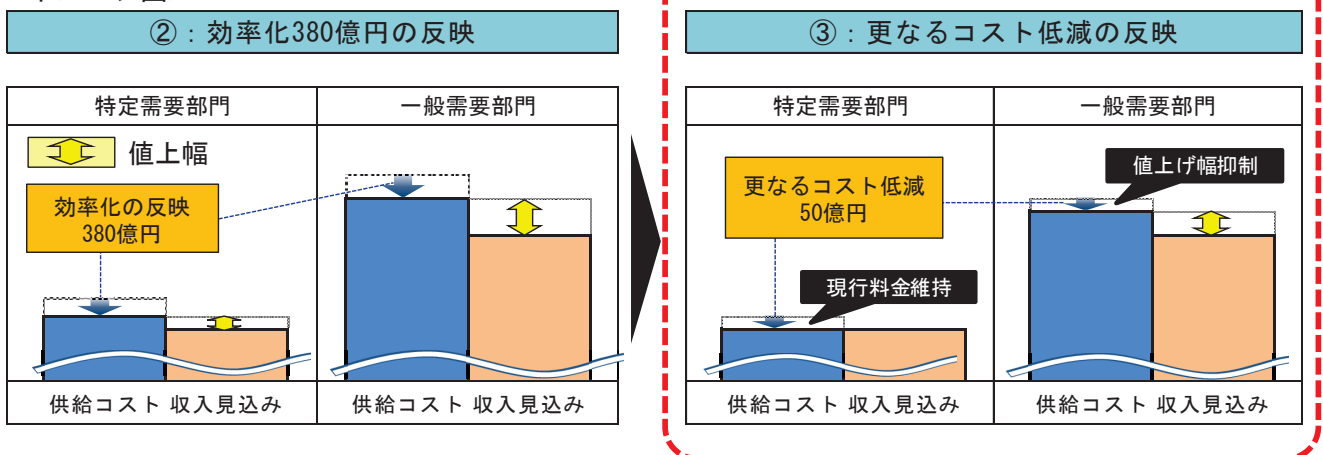 ②：効率化380億円の反映
特定需要部門
一般需要部門
値上幅
効率化の反映
380億円
供給コスト 収入見込み
供給コスト 収入見込み
③：更なるコスト低減の反映
特定需要部門
一般需要部門
値上げ幅抑制
更なるコスト低減
50億円
現行料金維持
供給コスト 収入見込み
供給コスト 収入見込み